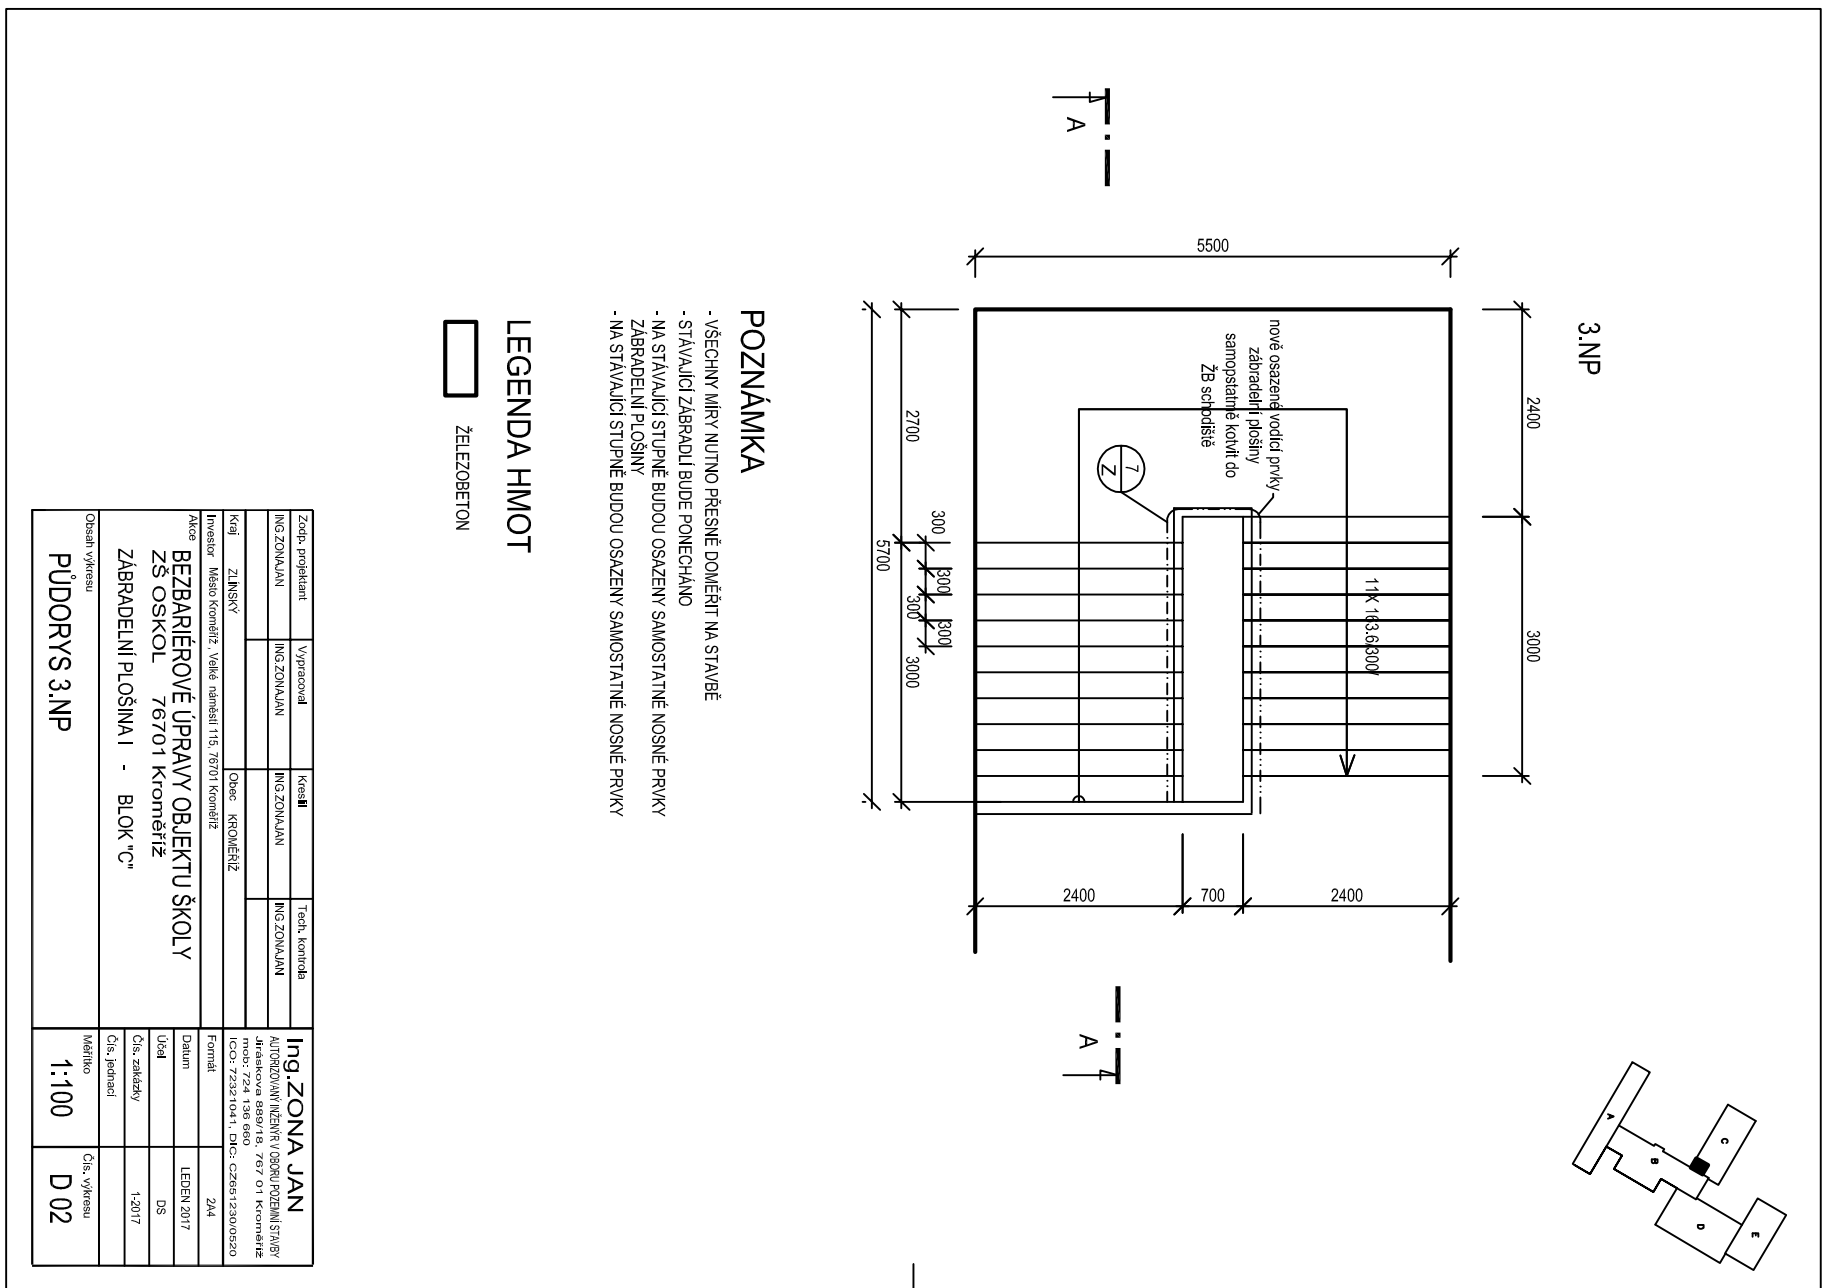 3.NP
2400
3000
5500
nově osazené vodící prvky
zábradelní plošiny
samopstatmě kotvit do
ŽB schodiště
7
Z
11X 163.6/300/
2700
300
300
300
300
3000
5700
2400
700
2400
A
A
A
B
C
D
E
POZNÁMKA
- VŠECHNY MÍRY NUTNO PŘESNĚ DOMĚŘIT NA STAVBĚ
- STÁVAJÍCÍ ZÁBRADLÍ BUDE PONECHÁNO
- NA STÁVAJÍCÍ STUPNĚ BUDOU OSAZENY SAMOSTATNÉ NOSNÉ PRVKY
ZÁBRADELNÍ PLOŠINY
- NA STÁVAJÍCÍ STUPNĚ BUDOU OSAZENY SAMOSTATNÉ NOSNÉ PRVKY
LEGENDA HMOT
ŽELEZOBETON
Zodp. projektant
Vypracoval
Kreslil
Tech. kontrola
ING.ZONAJAN
ING.ZONAJAN
ING.ZONAJAN
ING.ZONAJAN
Kraj ZLÍNSKÝ
Obec KROMĚŘÍŽ
Investor Město Kroměříž, Velké náměstí 115, 76701 Kroměříž
Akce
BEZBARIÉROVÉ ÚPRAVY OBJEKTU ŠKOLY
ZŠ OSKOL 76701 Kroměříž
ZÁBRADELNÍ PLOŠINA I - BLOK "C"
Obsah výkresu
PŮDORYS 3.NP
Ing.ZONA JAN
AUTORIZOVANÝ INŽENÝR V OBORU POZEMNÍ STAVBY
Jiráskova 889/18, 767 01 Kroměříž
mob: 724 136 660
ICO: 72321041, DIC: CZ6512300520
Formát 2A4
Datum LEDEN 2017
Účel DS
Čís. zakázky 1-2017
Čís. jednací
Měřítko
1:100
Čís. výkresu
D 02